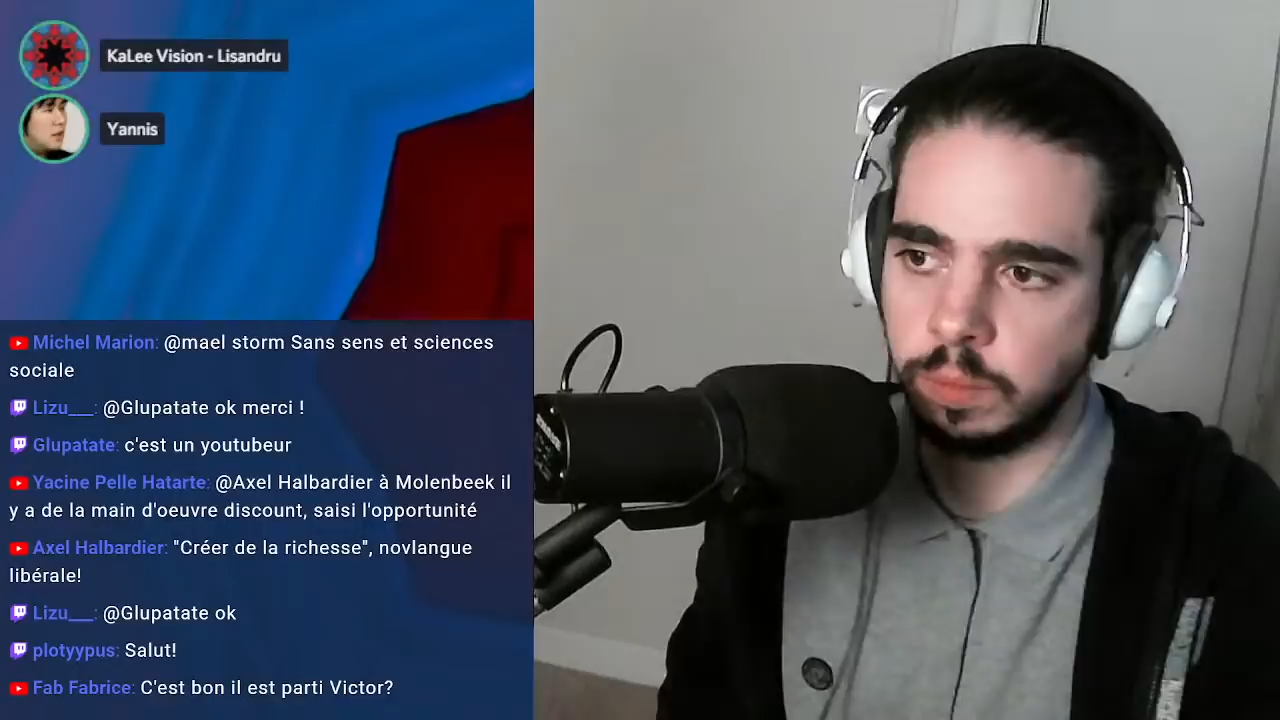 KaLee Vision - Lisandru
Yannis
Michel Marion: @mael storm Sans sens et sciences
sociale
Lizu___: @Glupatate ok merci !
Glupatate: c'est un youtubeur
Yacine Pelle Hatarte: @Axel Halbardier à Molenbeek il
y a de la main d'oeuvre discount, saisi l'opportunité
Axel Halbardier: "Créer de la richesse", novlangue
libérale!
Lizu___: @Glupatate ok
plotyypus: Salut!
Fab Fabrice: C'est bon il est parti Victor?